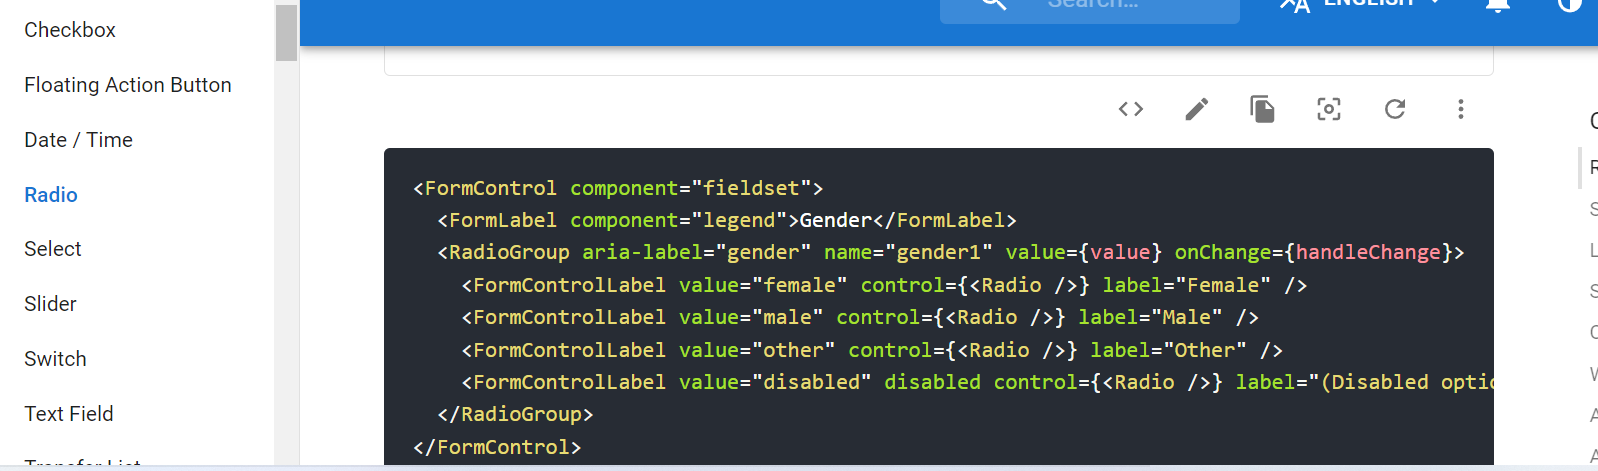 Search...
ENGLISH
Checkbox
Floating Action Button
Date / Time
Radio
Select
Slider
Switch
Text Field
Transfer List
<FormControl component="fieldset">
<FormLabel component="legend">Gender</FormLabel>
<RadioGroup aria-label="gender" name="gender1" value={value} onChange={handleChange}>
<FormControlLabel value="female" control={<Radio />} label="Female" />
<FormControlLabel value="male" control={<Radio />} label="Male" />
<FormControlLabel value="other" control={<Radio />} label="Other" />
<FormControlLabel value="disabled" disabled control={<Radio />} label="(Disabled optio
</RadioGroup>
</FormControl>